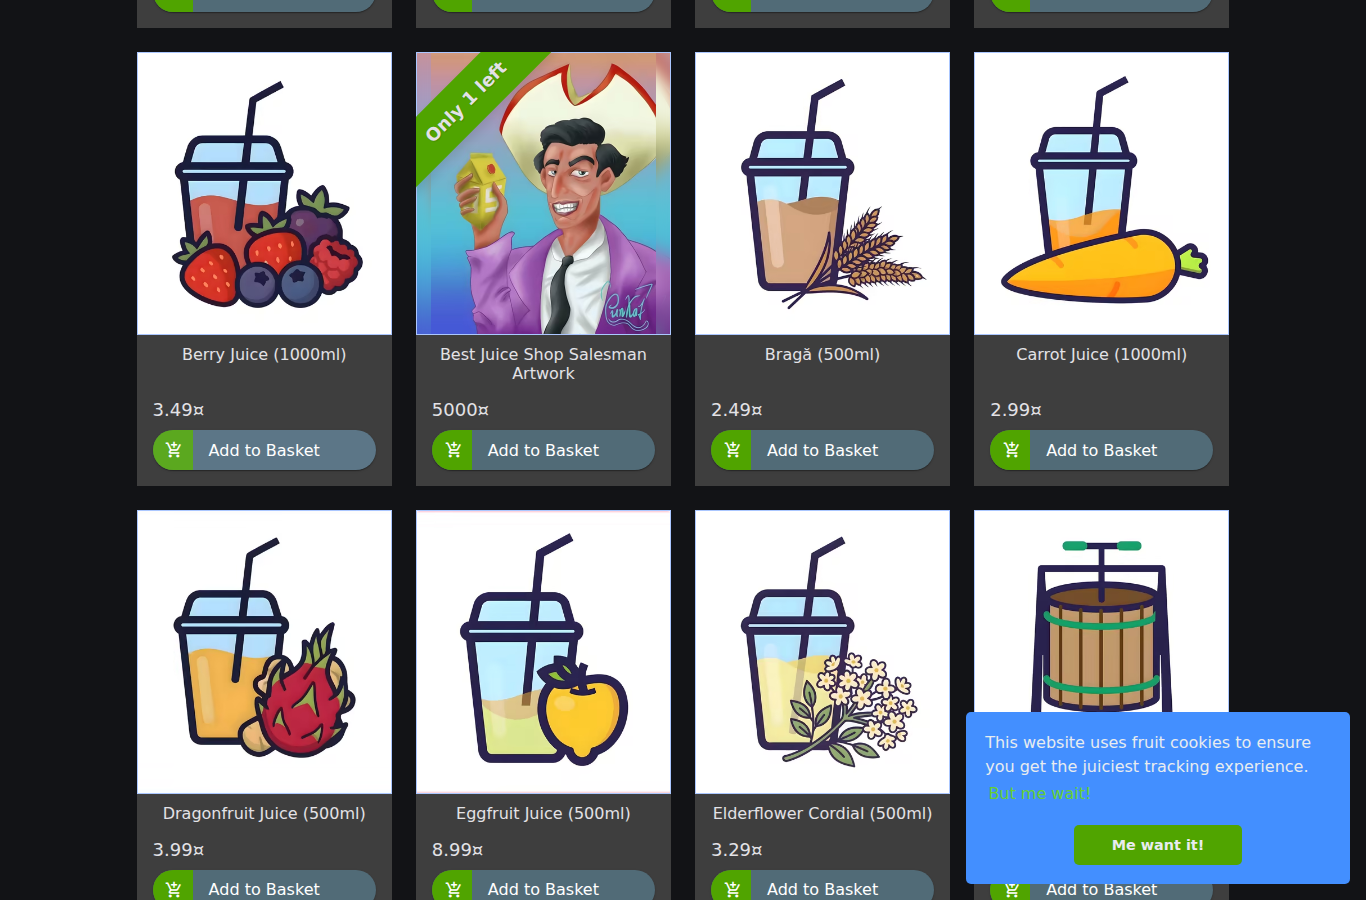 Only 1 left
Berry Juice (1000ml)
Best Juice Shop Salesman
Artwork
Bragă (500ml)
Carrot Juice (1000ml)
3.49¤
5000¤
2.49¤
2.99¤
Add to Basket
Add to Basket
Add to Basket
Add to Basket
Dragonfruit Juice (500ml)
Eggfruit Juice (500ml)
Elderflower Cordial (500ml)
3.99¤
8.99¤
3.29¤
Add to Basket
Add to Basket
Add to Basket
Add to Basket
This website uses fruit cookies to ensure
you get the juiciest tracking experience.
But me wait!
Me want it!